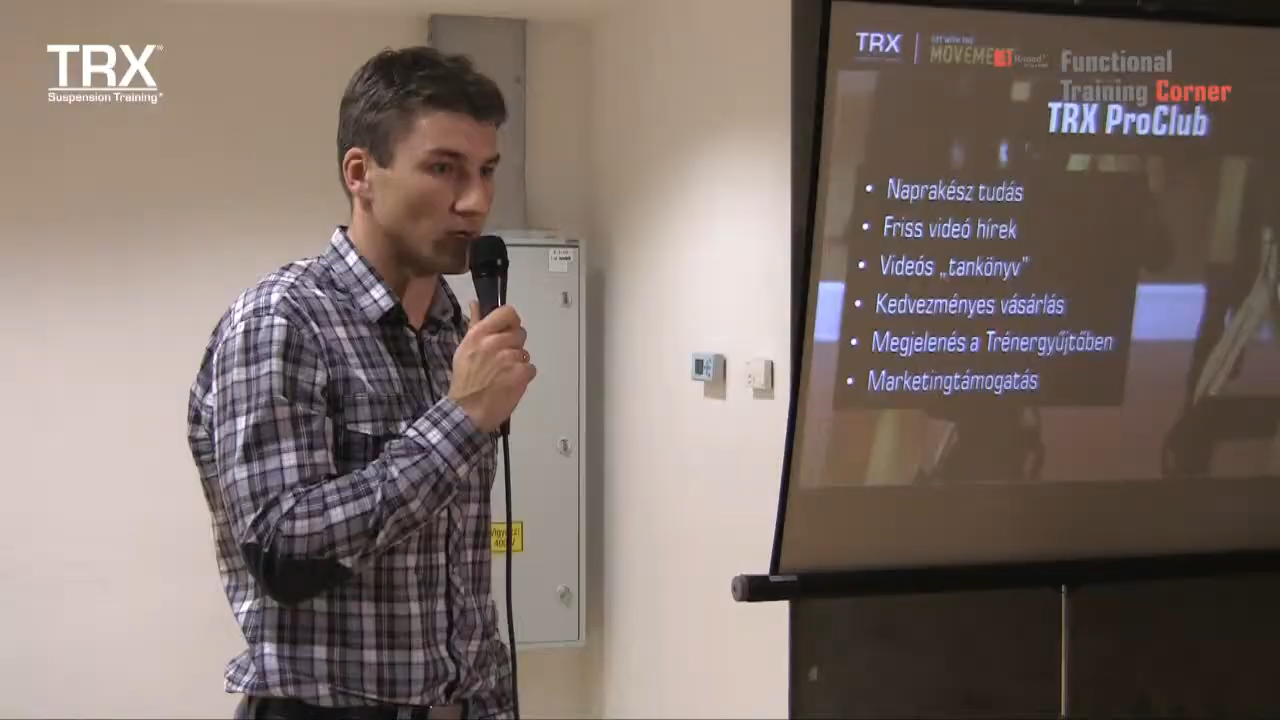 TRX
Suspension Training
TRX
MOVEMENT
Functional
Training Corner
TRX ProClub
• Naprakész tudás
• Friss videó hírek
• Videós „tankönyv”
• Kedvezményes vásárlás
• Megjelenés a Trénergyűjtőben
• Marketingtámogatás